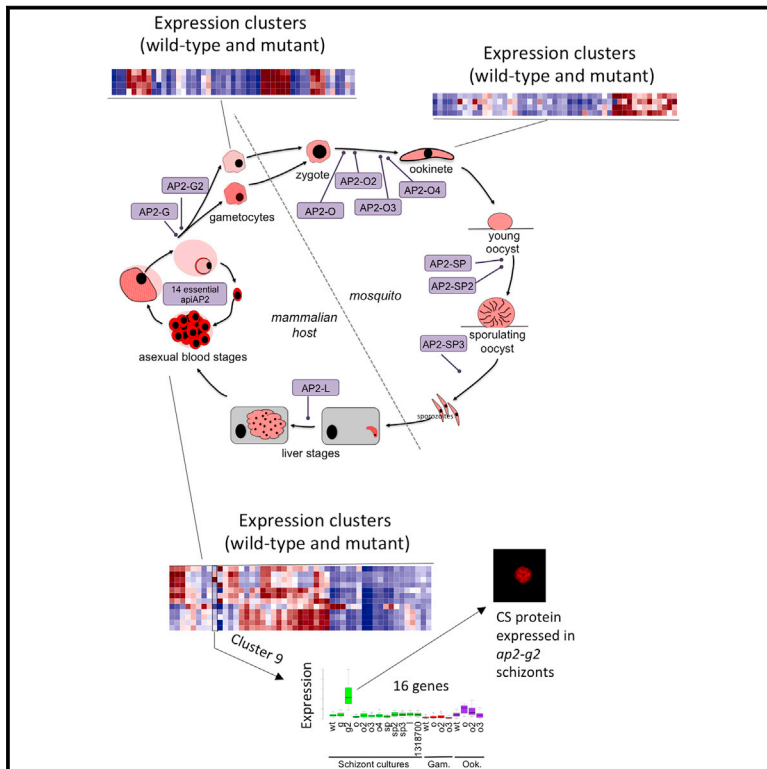 Expression clusters
(wild-type and mutant)
Expression clusters
(wild-type and mutant)
zygote
ookinete
AP2-G2
AP2-G
gametocytes
AP2-O2
AP2-O4
AP2-O
AP2-O3
young
oocyst
AP2-SP
AP2-SP2
14 essential
apiAP2
mosquito
mammalian
host
sporulating
oocyst
asexual blood stages
AP2-SP3
AP2-L
sporozoites
liver stages
Expression clusters
(wild-type and mutant)
Cluster 9
CS protein
expressed in
ap2-g2
schizonts
Expression
16 genes
wt g g2 o o2 o3 o4 sp sp2 sp3 l 1318700 wt o o2 o3 wt o o2 o3
Schizont cultures Gam. Ook.